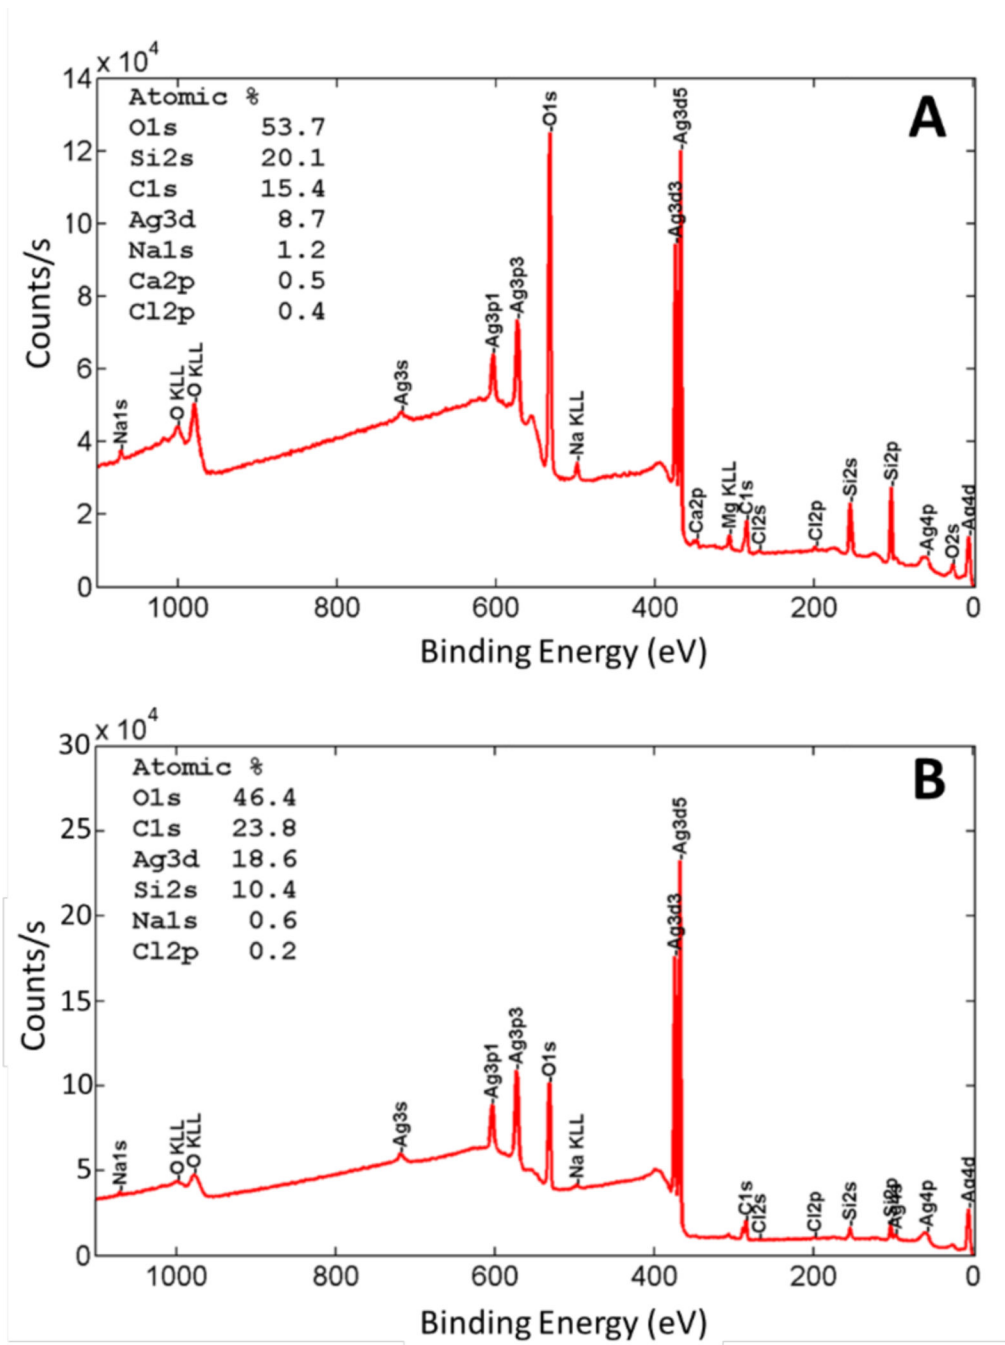 x 10^4
14
12
10
8
6
4
2
0
Counts/s
Atomic %
O1s 53.7
Si2s 20.1
C1s 15.4
Ag3d 8.7
Na1s 1.2
Ca2p 0.5
Cl2p 0.4
A
Na1s
O KLL
O KLL
Ag3s
Ag3p1
Ag3p3
O1s
Na KLL
Ag3d3
Ag3d5
Ca2p
Mg KLL
C1s
Cl2s
Cl2p
Si2s
Si2p
Ag4p
O2s
Ag4d
1000 800 600 400 200 0
Binding Energy (eV)
x 10^4
30
25
20
15
10
5
0
Counts/s
Atomic %
O1s 46.4
C1s 23.8
Ag3d 18.6
Si2s 10.4
Na1s 0.6
Cl2p 0.2
B
Na1s
O KLL
O KLL
Ag3s
Ag3p1
Ag3p3
O1s
Na KLL
Ag3d3
Ag3d5
C1s
Cl2s
Cl2p
Si2s
Si2p
Ag4s
Ag4p
Ag4d
1000 800 600 400 200 0
Binding Energy (eV)